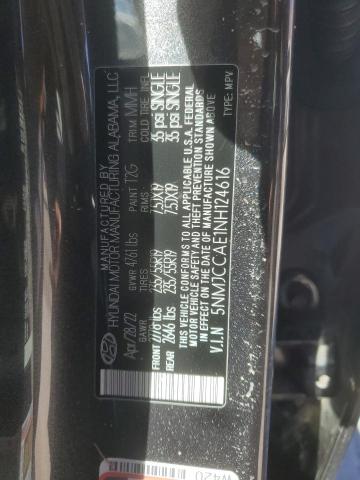 MANUFACTURED BY
HYUNDAI MOTOR MANUFACTURING ALABAMA, LLC
Apr/28/22 GVWR 4761 lbs PAINT T2G TRIM MMH
GAWR TIRES RIMS COLD TIRE INFL.
FRONT lbs 235/55R19 7.5JX19 35 psi SINGLE
REAR 2646 lbs 235/55R19 7.5JX19 35 psi SINGLE
THIS VEHICLE CONFORMS TO ALL APPLICABLE U.S.A. FEDERAL
MOTOR VEHICLE SAFETY AND THEFT PREVENTION STANDARDS
IN EFFECT ON THE DATE OF MANUFACTURE SHOWN ABOVE.
V.I.N 5NMJCCAE1NH124616 TYPE: MPV
W420